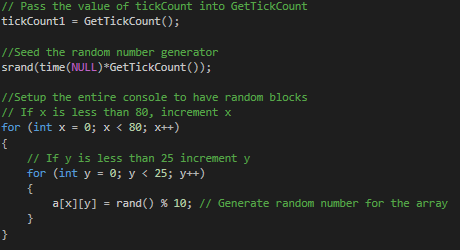 // Pass the value of tickCount into GetTickCount
tickCount1 = GetTickCount();

//Seed the random number generator
srand(time(NULL)*GetTickCount());

//Setup the entire console to have random blocks
// If x is less than 80, increment x
for (int x = 0; x < 80; x++)
{
    // If y is less than 25 increment y
    for (int y = 0; y < 25; y++)
    {
        a[x][y] = rand() % 10; // Generate random number for the array
    }
}